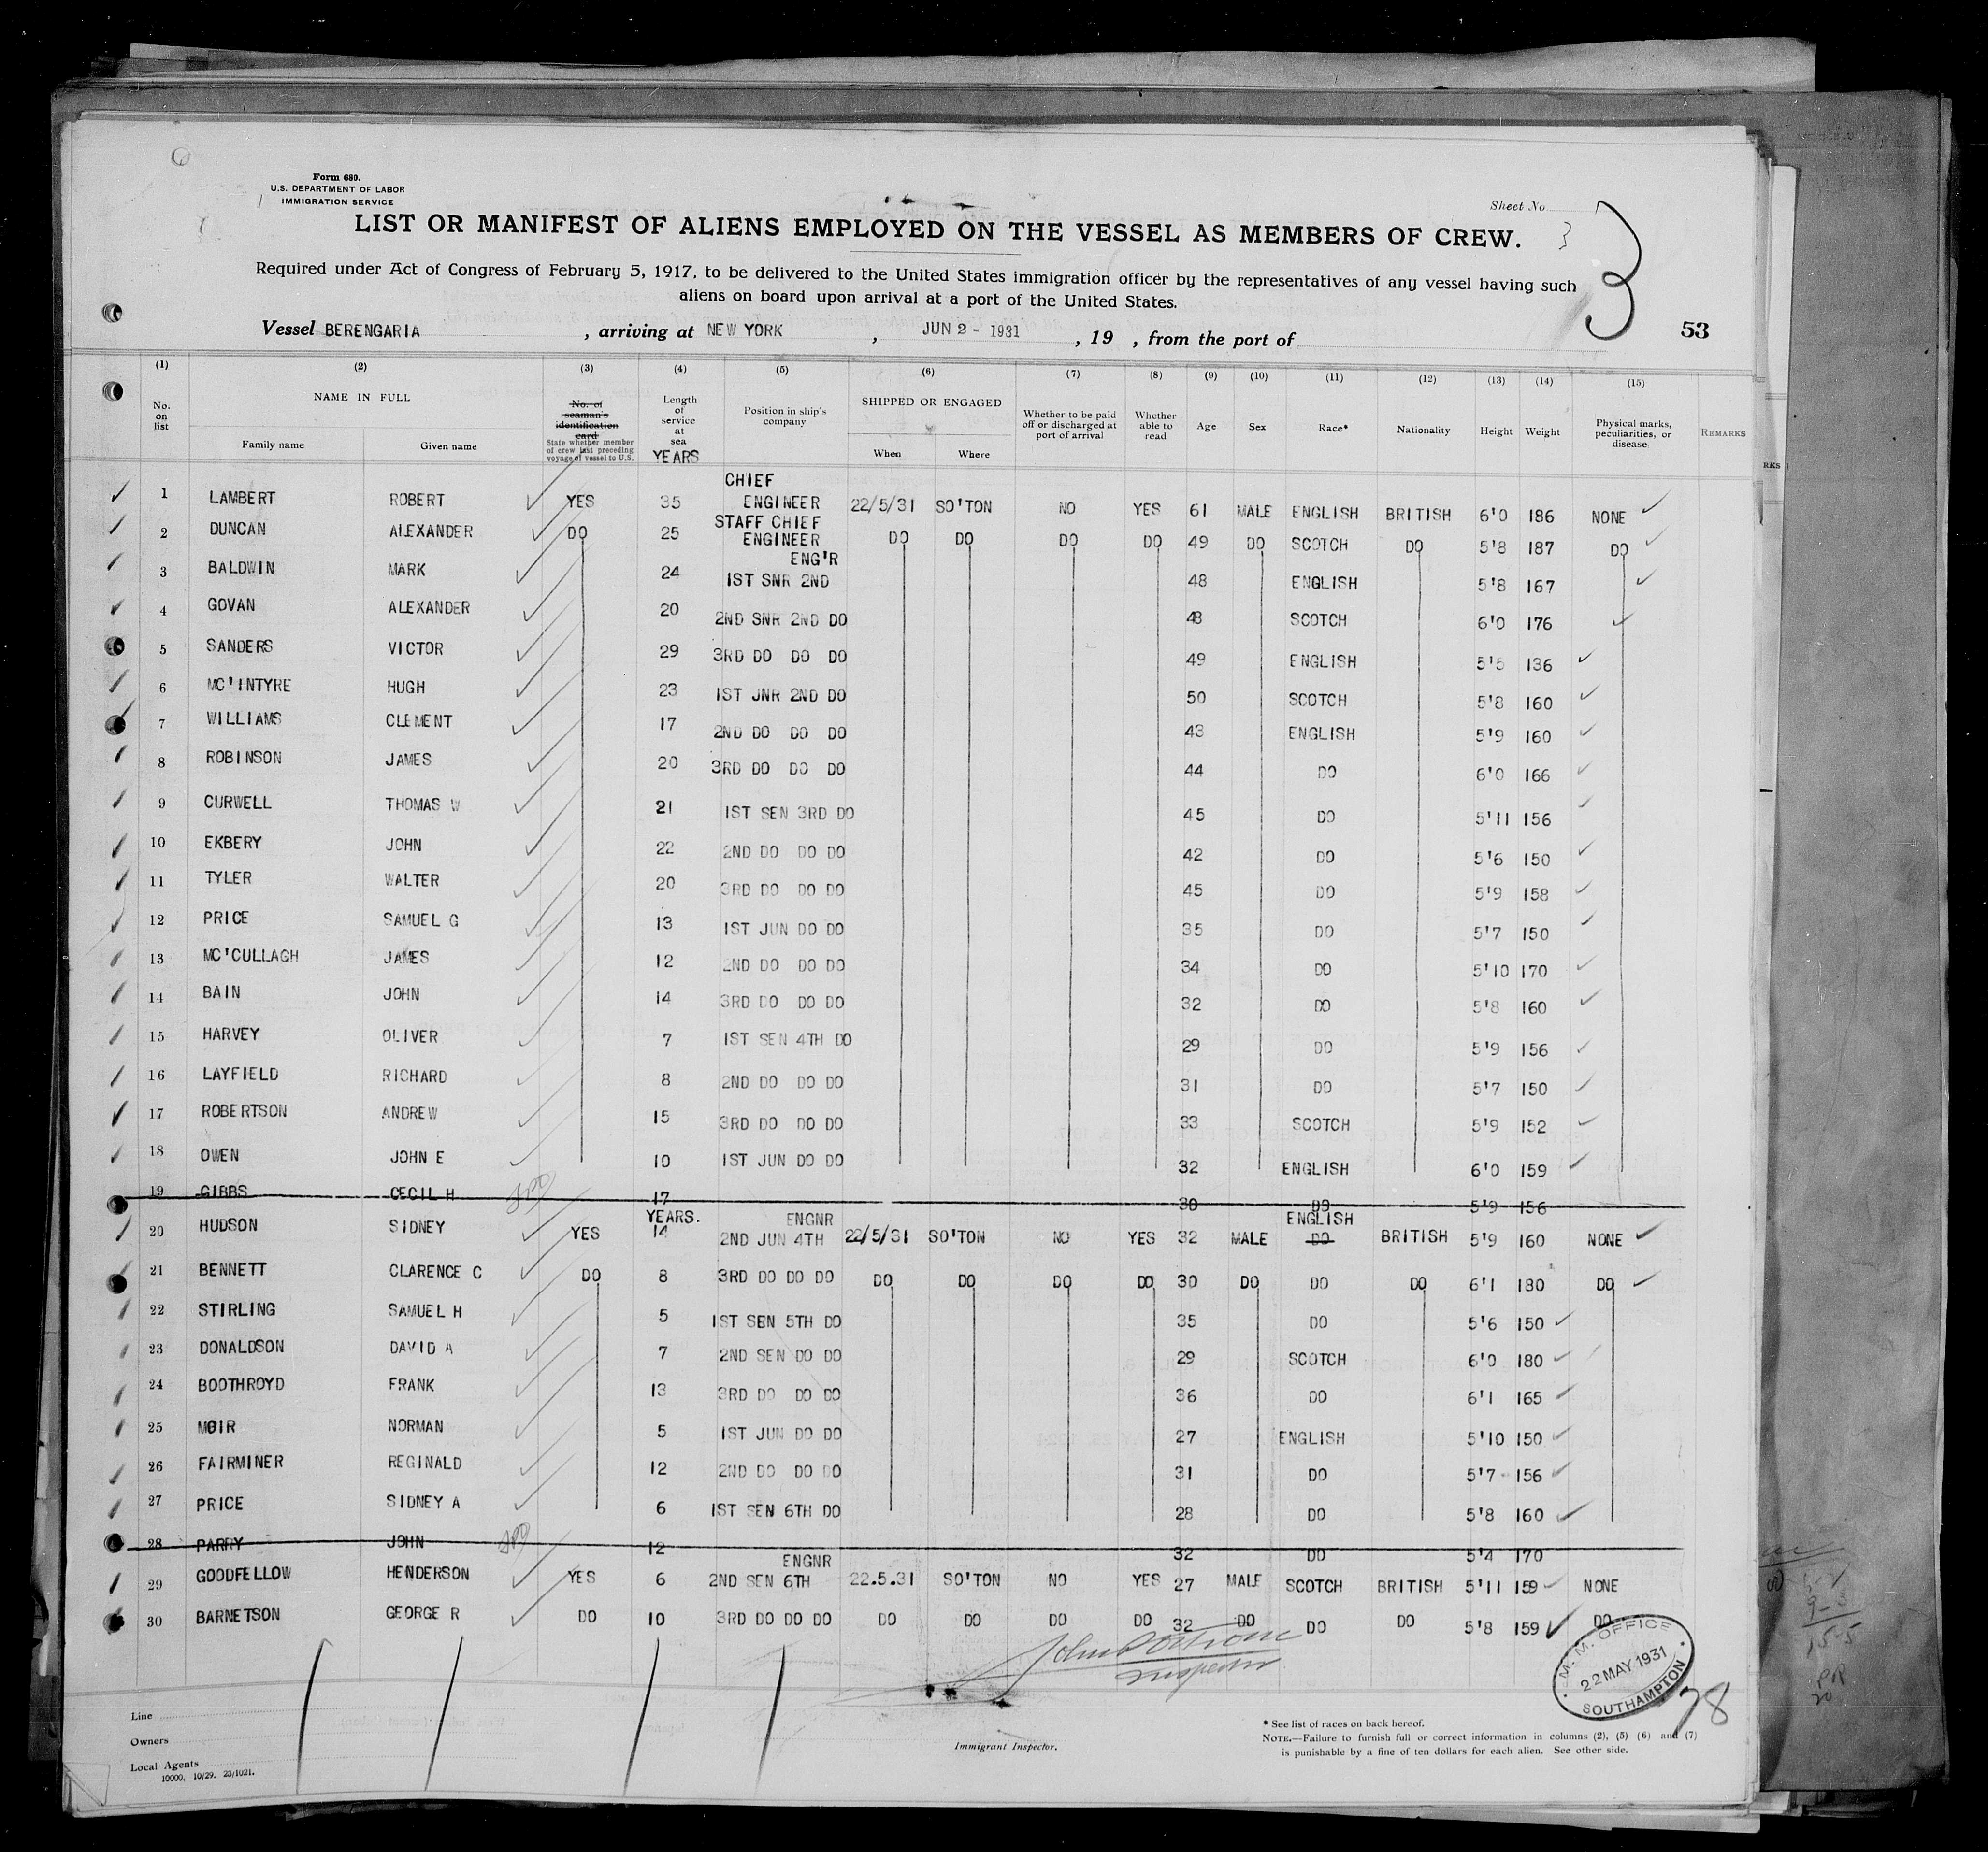 Form 680.
U.S. DEPARTMENT OF LABOR
IMMIGRATION SERVICE
Sheet No. 3
3
LIST OR MANIFEST OF ALIENS EMPLOYED ON THE VESSEL AS MEMBERS OF CREW.
Required under Act of Congress of February 5, 1917, to be delivered to the United States immigration officer by the representatives of any vessel having such
aliens on board upon arrival at a port of the United States.
Vessel BERENGARIA, arriving at NEW YORK, JUN 2 - 1931, 19 , from the port of
53
(1) (2) (3) (4) (5) (6) (7) (8) (9) (10) (11) (12) (13) (14) (15)
No. on list
NAME IN FULL
Family name Given name
No. of seaman's identification card
State whether member of crew last preceding voyage of vessel to U.S.
Length of service at sea YEARS
Position in ship's company
SHIPPED OR ENGAGED
When Where
Whether to be paid off or discharged at port of arrival
Whether able to read
Age Sex Race* Nationality Height Weight
Physical marks, peculiarities, or disease
REMARKS
RKS
1 LAMBERT ROBERT YES 35 CHIEF ENGINEER 22/5/31 SO'TON NO YES 61 MALE ENGLISH BRITISH 6'0 186 NONE
2 DUNCAN ALEXANDER DO 25 STAFF CHIEF ENGINEER DO DO DO DO 49 DO SCOTCH DO 5'8 187 DO
3 BALDWIN MARK 24 ENG'R 1ST SNR 2ND 48 ENGLISH 5'8 167
4 GOVAN ALEXANDER 20 2ND SNR 2ND DO 48 SCOTCH 6'0 176
5 SANDERS VICTOR 29 3RD DO DO DO 49 ENGLISH 5'5 136
6 MC'INTYRE HUGH 23 1ST JNR 2ND DO 50 SCOTCH 5'8 160
7 WILLIAMS CLEMENT 17 2ND DO DO DO 43 ENGLISH 5'9 160
8 ROBINSON JAMES 20 3RD DO DO DO 44 DO 6'0 166
9 CURWELL THOMAS W 21 1ST SEN 3RD DO 45 DO 5'11 156
10 EKBERY JOHN 22 2ND DO DO DO 42 DO 5'6 150
11 TYLER WALTER 20 3RD DO DO DO 45 DO 5'9 158
12 PRICE SAMUEL G 13 1ST JUN DO DO 35 DO 5'7 150
13 MC'CULLAGH JAMES 12 2ND DO DO DO 34 DO 5'10 170
14 BAIN JOHN 14 3RD DO DO DO 32 DO 5'8 160
15 HARVEY OLIVER 7 1ST SEN 4TH DO 29 DO 5'9 156
16 LAYFIELD RICHARD 8 2ND DO DO DO 31 DO 5'7 150
17 ROBERTSON ANDREW 15 3RD DO DO DO 33 SCOTCH 5'9 152
18 OWEN JOHN E 10 1ST JUN DO DO 32 ENGLISH 6'0 159
19 GIBBS CECIL H 17 30 DO 5'9 156
20 HUDSON SIDNEY YES YEARS. 14 ENGNR 2ND JUN 4TH 22/5/31 SO'TON NO YES 32 MALE ENGLISH DO BRITISH 5'9 160 NONE
21 BENNETT CLARENCE C DO 8 3RD DO DO DO DO DO DO DO 30 DO DO DO 6'1 180 DO
22 STIRLING SAMUEL H 5 1ST SEN 5TH DO 35 DO 5'6 150
23 DONALDSON DAVID A 7 2ND SEN DO DO 29 SCOTCH 6'0 180
24 BOOTHROYD FRANK 13 3RD DO DO DO 36 DO 6'1 165
25 MOIR NORMAN 5 1ST JUN DO DO 27 ENGLISH 5'10 150
26 FAIRMINER REGINALD 12 2ND DO DO DO 31 DO 5'7 156
27 PRICE SIDNEY A 6 1ST SEN 6TH DO 28 DO 5'8 160
28 PARRY JOHN 12 32 DO 5'4 170
29 GOODFELLOW HENDERSON YES 6 ENGNR 2ND SEN 6TH 22.5.31 SO'TON NO YES 27 MALE SCOTCH BRITISH 5'11 159 NONE
30 BARNETSON GEORGE R DO 10 3RD DO DO DO DO DO DO DO 32 DO DO DO 5'8 159 DO
Inspector
M. M. OFFICE
22 MAY 1931
SOUTHAMPTON
Line
Owners
Local Agents
10000, 10/29. 23/1021.
Immigrant Inspector.
* See list of races on back hereof.
NOTE.—Failure to furnish full or correct information in columns (2), (5) (6) and (7)
is punishable by a fine of ten dollars for each alien. See other side.